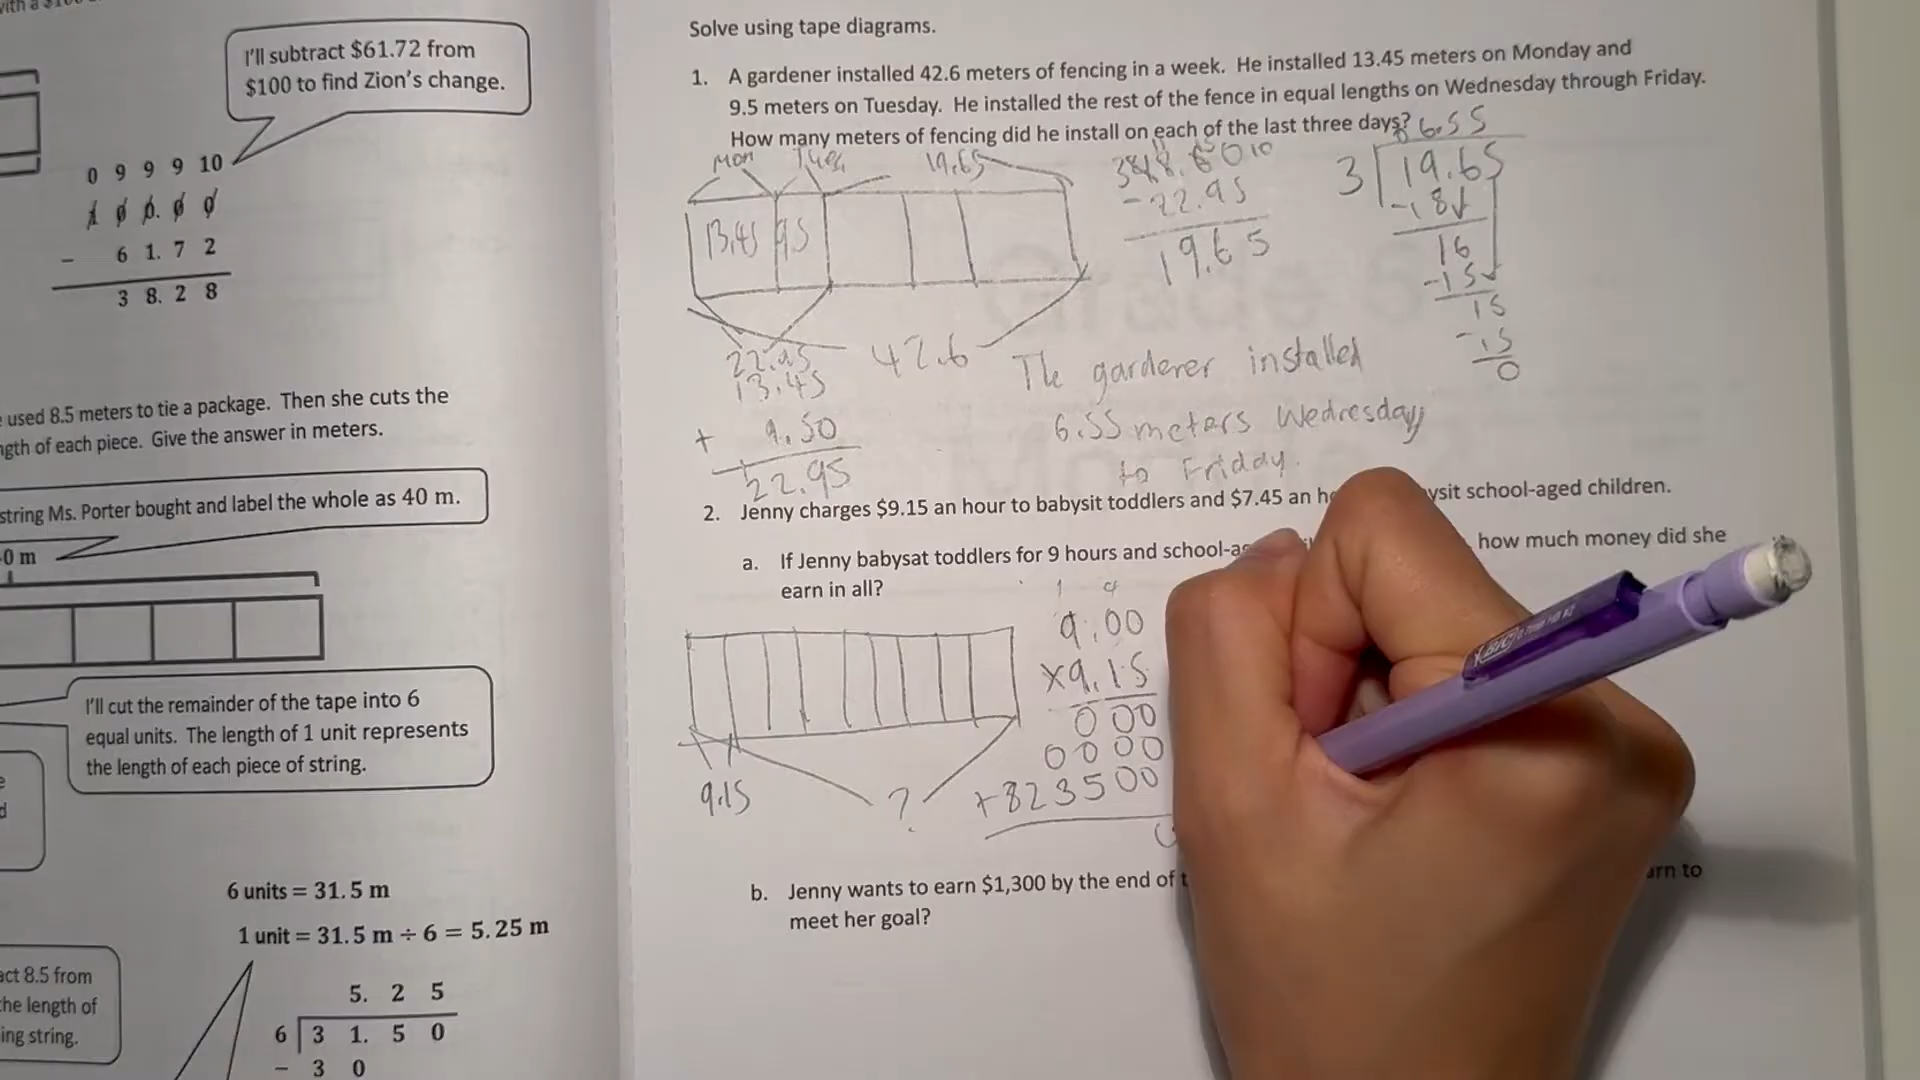 I'll subtract $61.72 from
$100 to find Zion's change.
0 9 9 9 10
1 0 0. 0 0
- 6 1. 7 2
3 8. 2 8
used 8.5 meters to tie a package. Then she cuts the
of each piece. Give the answer in meters.
string Ms. Porter bought and label the whole as 40 m.
0 m
I'll cut the remainder of the tape into 6
equal units. The length of 1 unit represents
the length of each piece of string.
6 units = 31.5 m
1 unit = 31.5 m ÷ 6 = 5.25 m
8.5 from
the length of
string.
5. 2 5
6 3 1. 5 0
- 3 0
Solve using tape diagrams.
1. A gardener installed 42.6 meters of fencing in a week. He installed 13.45 meters on Monday and
9.5 meters on Tuesday. He installed the rest of the fence in equal lengths on Wednesday through Friday.
How many meters of fencing did he install on each of the last three days?
Mon Tues 19.65
13.45 9.5
22.95
42.6
13.45
+ 9.50
22.95
- 22.95
19.65
6.55
3 19.65
- 18
16
- 15
15
- 15
0
The garderer installed
6.55 meters Wednesday
to Friday.
2. Jenny charges $9.15 an hour to babysit toddlers and $7.45 an school-aged children.
a. If Jenny babysat toddlers for 9 hours and how much money did she
earn in all?
9.15
?
1 4
9.00
x 9.15
000
0000
+ 823500
b. Jenny wants to earn $1,300 by the end of to
meet her goal?
BIC